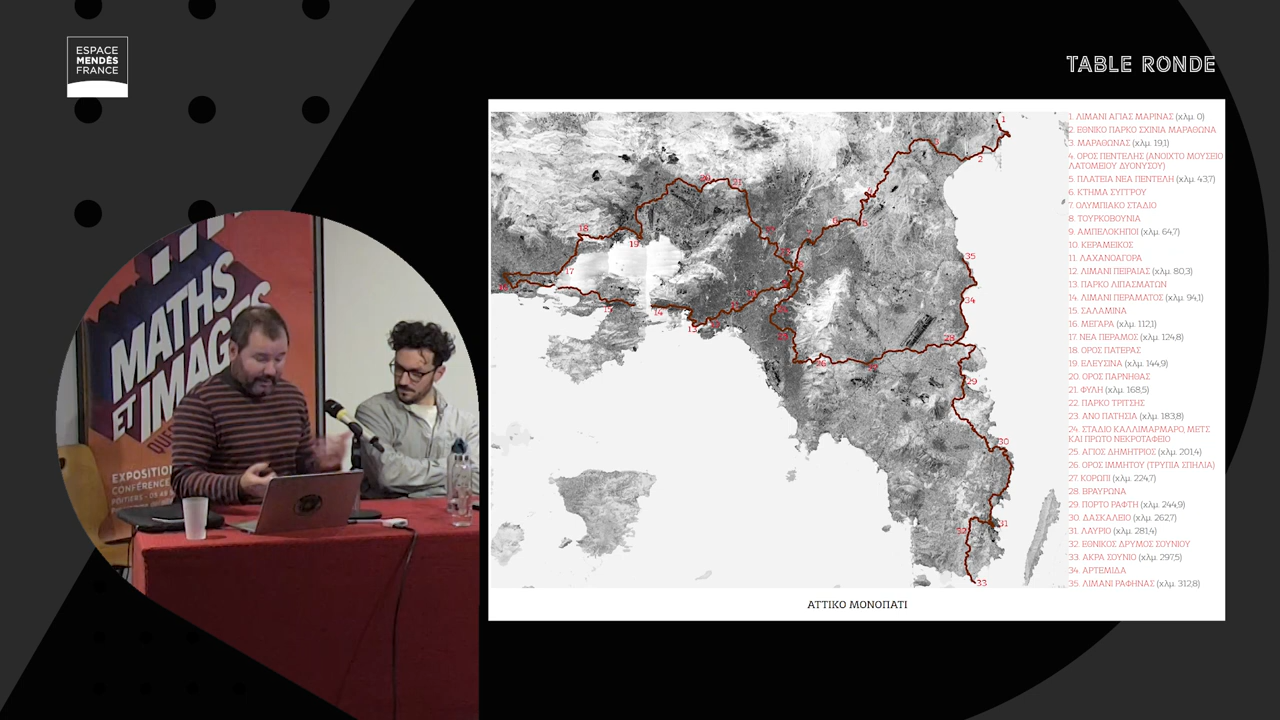 ESPACE
MENDÈS
FRANCE
TABLE RONDE
MATHS
ET IMAGES
EXPOSITION
CONFÉRENCE
POITIERS
1. ΛΙΜΑΝΙ ΑΓΙΑΣ ΜΑΡΙΝΑΣ (χλμ. 0)
2. ΕΘΝΙΚΟ ΠΑΡΚΟ ΣΧΙΝΙΑ ΜΑΡΑΘΩΝΑ
3. ΜΑΡΑΘΩΝΑΣ (χλμ. 19,1)
4. ΟΡΟΣ ΠΕΝΤΕΛΗΣ (ΑΝΟΙΧΤΟ ΜΟΥΣΕΙΟ
ΛΑΤΟΜΕΙΟΥ ΔΥΟΝΥΣΟΥ)
5. ΠΛΑΤΕΙΑ ΝΕΑ ΠΕΝΤΕΛΗ (χλμ. 43,7)
6. ΚΤΗΜΑ ΣΥΓΓΡΟΥ
7. ΟΛΥΜΠΙΑΚΟ ΣΤΑΔΙΟ
8. ΤΟΥΡΚΟΒΟΥΝΙΑ
9. ΑΜΠΕΛΟΚΗΠΟΙ (χλμ. 64,7)
10. ΚΕΡΑΜΕΙΚΟΣ
11. ΛΑΧΑΝΟΑΓΟΡΑ
12. ΛΙΜΑΝΙ ΠΕΙΡΑΙΑΣ (χλμ. 80,3)
13. ΠΑΡΚΟ ΛΙΠΑΣΜΑΤΩΝ
14. ΛΙΜΑΝΙ ΠΕΡΑΜΑΤΟΣ (χλμ. 94,1)
15. ΣΑΛΑΜΙΝΑ
16. ΜΕΓΑΡΑ (χλμ. 112,1)
17. ΝΕΑ ΠΕΡΑΜΟΣ (χλμ. 124,8)
18. ΟΡΟΣ ΠΑΤΕΡΑΣ
19. ΕΛΕΥΣΙΝΑ (χλμ. 144,9)
20. ΟΡΟΣ ΠΑΡΝΗΘΑΣ
21. ΦΥΛΗ (χλμ. 168,5)
22. ΠΑΡΚΟ ΤΡΙΤΣΗΣ
23. ΑΝΩ ΠΑΤΗΣΙΑ (χλμ. 183,8)
24. ΣΤΑΔΙΟ ΚΑΛΛΙΜΑΡΜΑΡΟ, ΜΕΤΣ
ΚΑΙ ΠΡΩΤΟ ΝΕΚΡΟΤΑΦΕΙΟ
25. ΑΓΙΟΣ ΔΗΜΗΤΡΙΟΣ (χλμ. 201,4)
26. ΟΡΟΣ ΙΜΜΗΤΟΥ (ΤΡΥΠΙΑ ΣΠΗΛΙΑ)
27. ΚΟΡΩΠΙ (χλμ. 224,7)
28. ΒΡΑΥΡΩΝΑ
29. ΠΟΡΤΟ ΡΑΦΤΗ (χλμ. 244,9)
30. ΔΑΣΚΑΛΕΙΟ (χλμ. 262,7)
31. ΛΑΥΡΙΟ (χλμ. 281,4)
32. ΕΘΝΙΚΟΣ ΔΡΥΜΟΣ ΣΟΥΝΙΟΥ
33. ΑΚΡΑ ΣΟΥΝΙΟ (χλμ. 297,5)
34. ΑΡΤΕΜΙΔΑ
35. ΛΙΜΑΝΙ ΡΑΦΗΝΑΣ (χλμ. 312,8)
ΑΤΤΙΚΟ ΜΟΝΟΠΑΤΙ